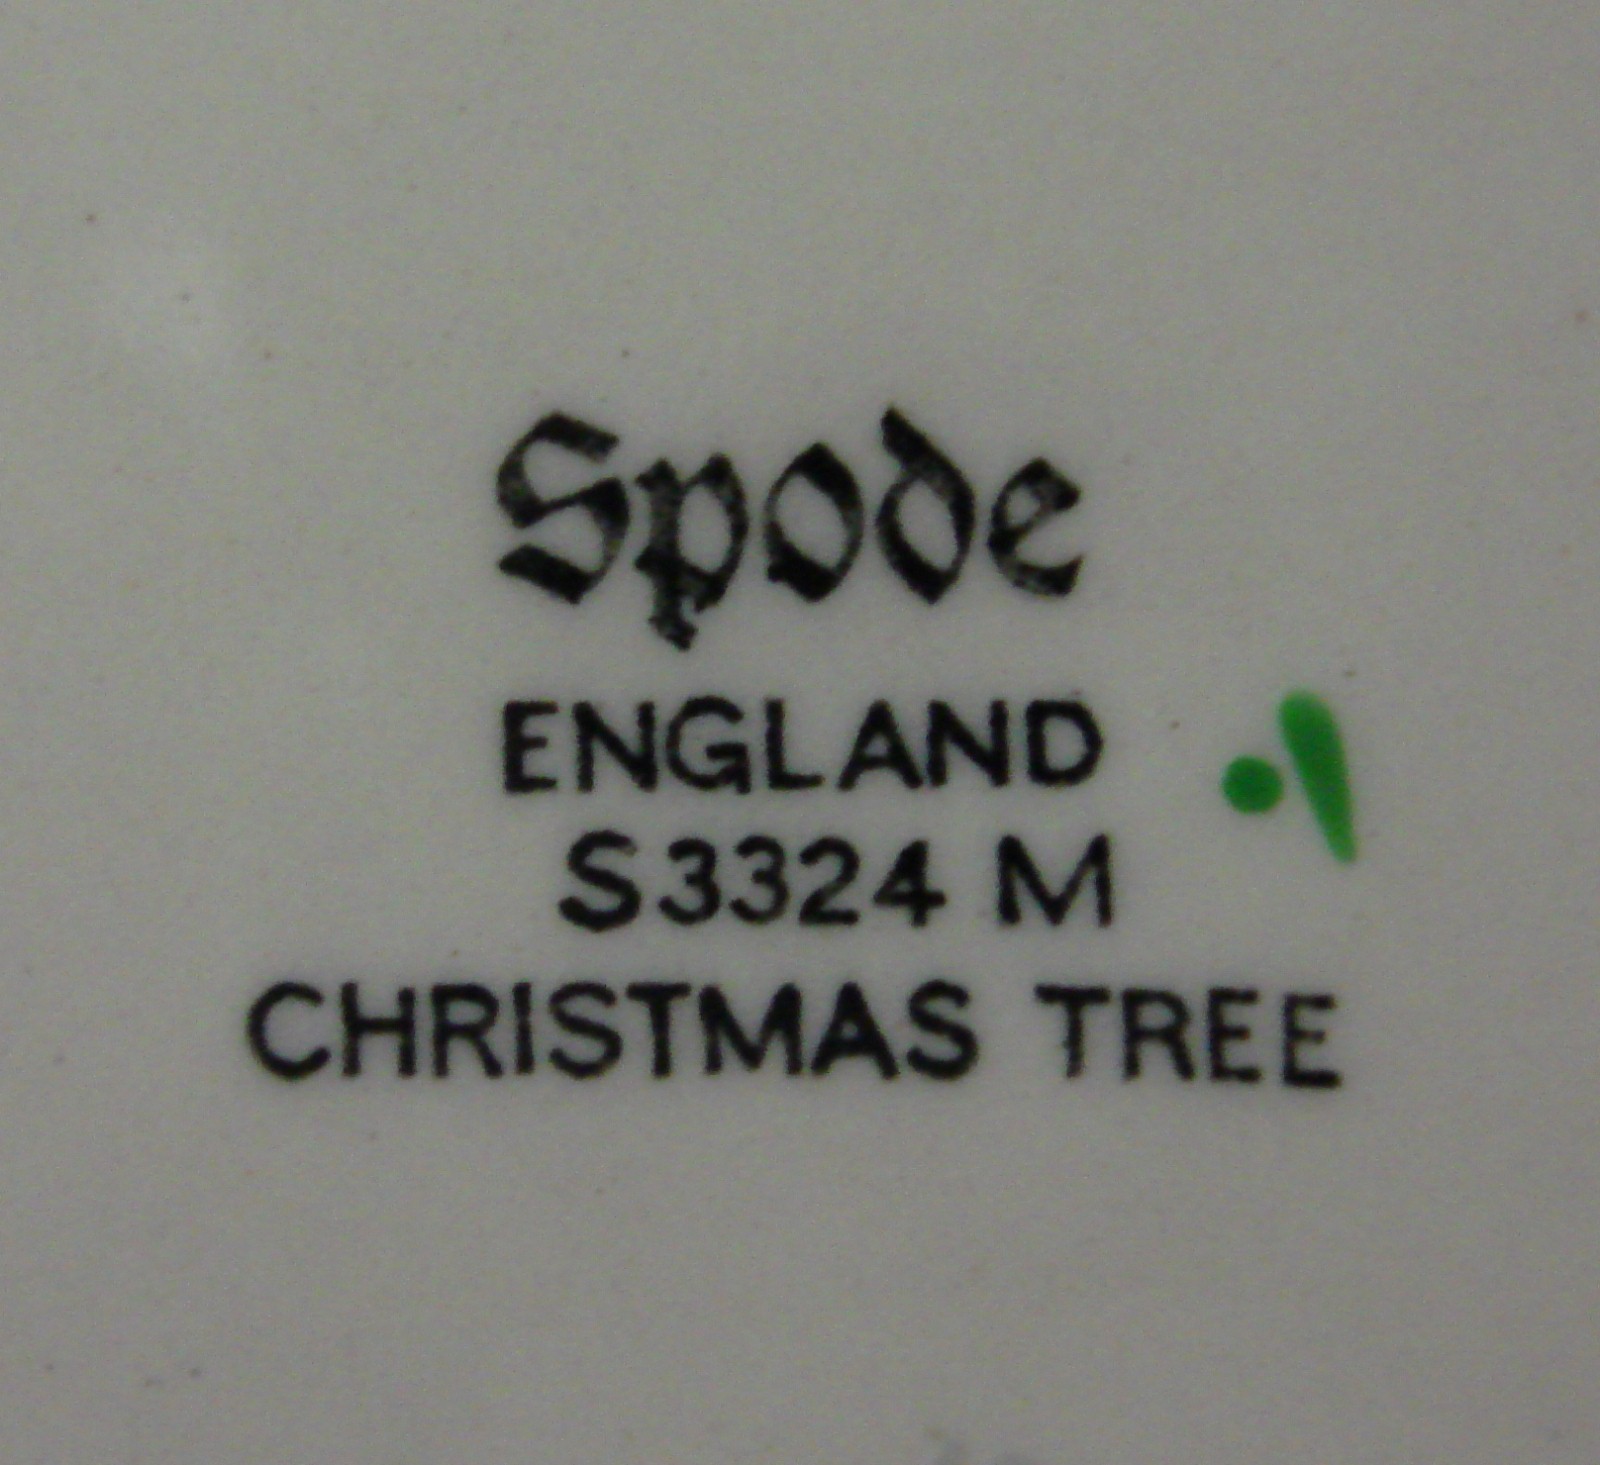 Spode
ENGLAND
S3324 M
CHRISTMAS TREE